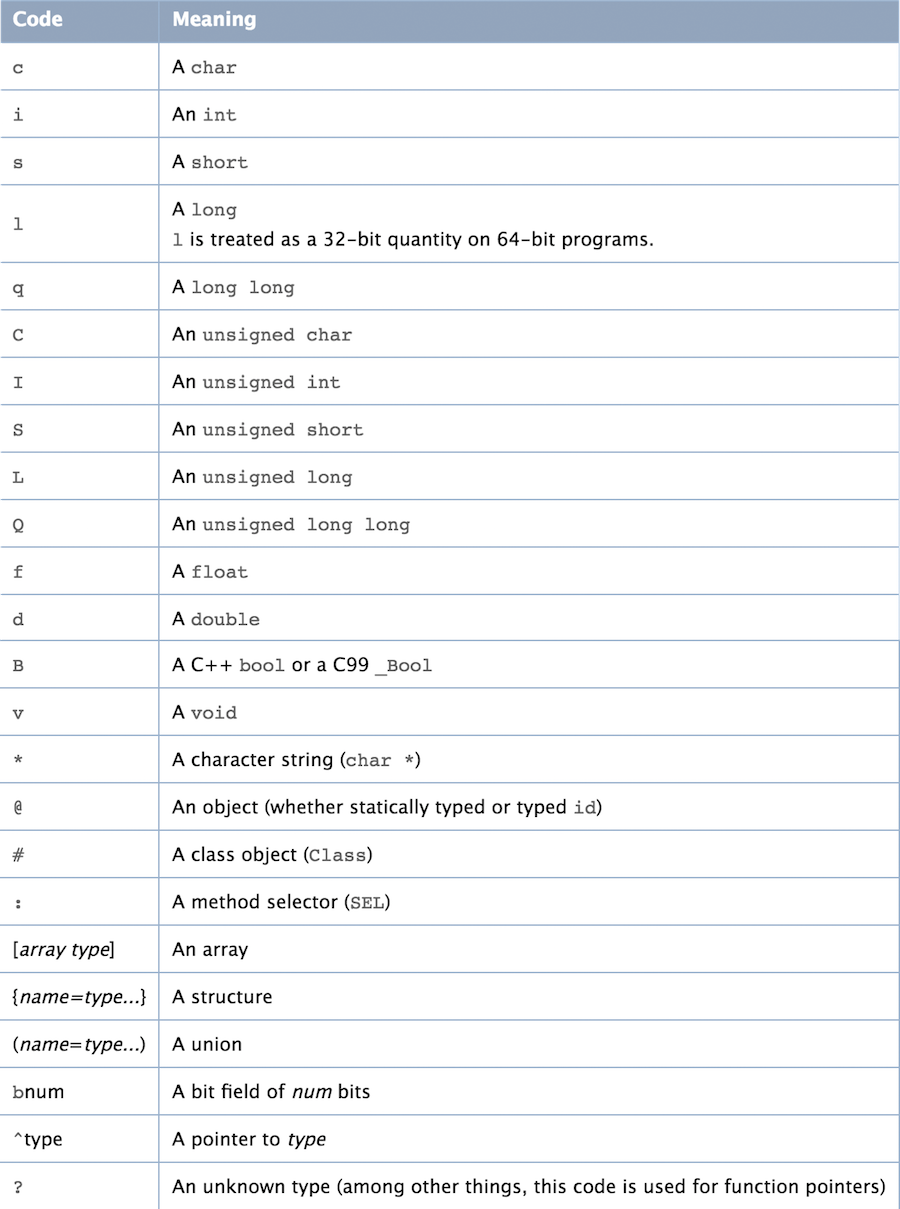 Code Meaning
c A char
i An int
s A short
l A long
l is treated as a 32-bit quantity on 64-bit programs.
q A long long
C An unsigned char
I An unsigned int
S An unsigned short
L An unsigned long
Q An unsigned long long
f A float
d A double
B A C++ bool or a C99 _Bool
v A void
* A character string (char *)
@ An object (whether statically typed or typed id)
# A class object (Class)
: A method selector (SEL)
[array type] An array
{name=type...} A structure
(name=type...) A union
bnum A bit field of num bits
^type A pointer to type
? An unknown type (among other things, this code is used for function pointers)